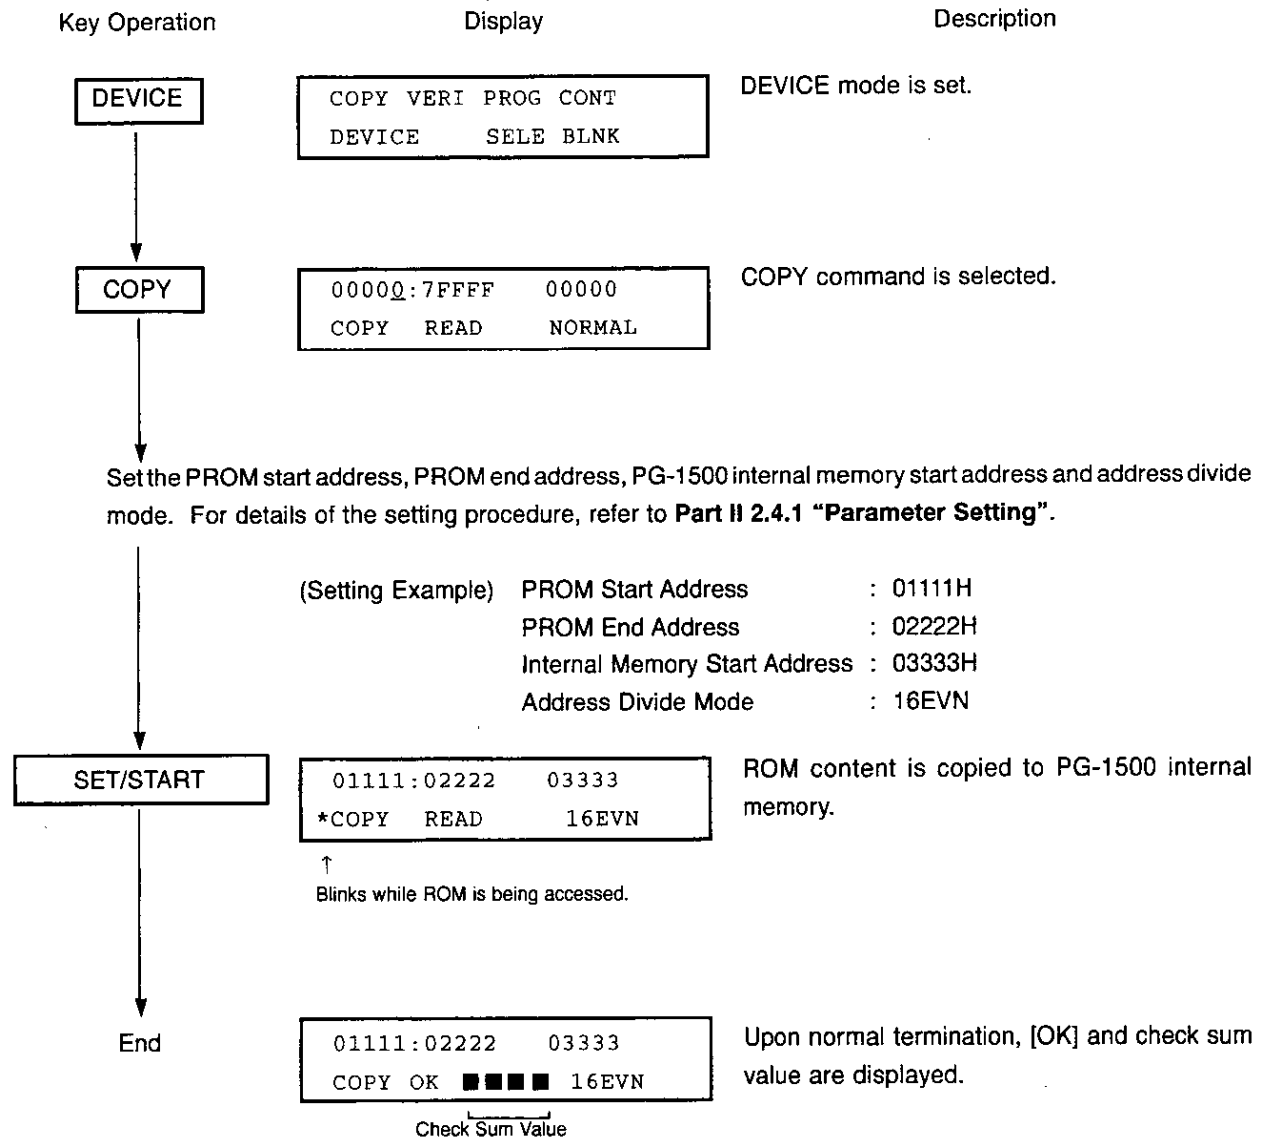 Key Operation Display Description
DEVICE
COPY VERI PROG CONT
DEVICE SELE BLNK
DEVICE mode is set.
COPY
00000:7FFFF 00000
COPY READ NORMAL
COPY command is selected.
Set the PROM start address, PROM end address, PG-1500 internal memory start address and address divide
mode. For details of the setting procedure, refer to Part II 2.4.1 “Parameter Setting”.
(Setting Example) PROM Start Address : 01111H
PROM End Address : 02222H
Internal Memory Start Address : 03333H
Address Divide Mode : 16EVN
SET/START
01111:02222 03333
*COPY READ 16EVN
ROM content is copied to PG-1500 internal
memory.
↑
Blinks while ROM is being accessed.
End
01111:02222 03333
COPY OK ■■■■ 16EVN
Check Sum Value
Upon normal termination, [OK] and check sum
value are displayed.